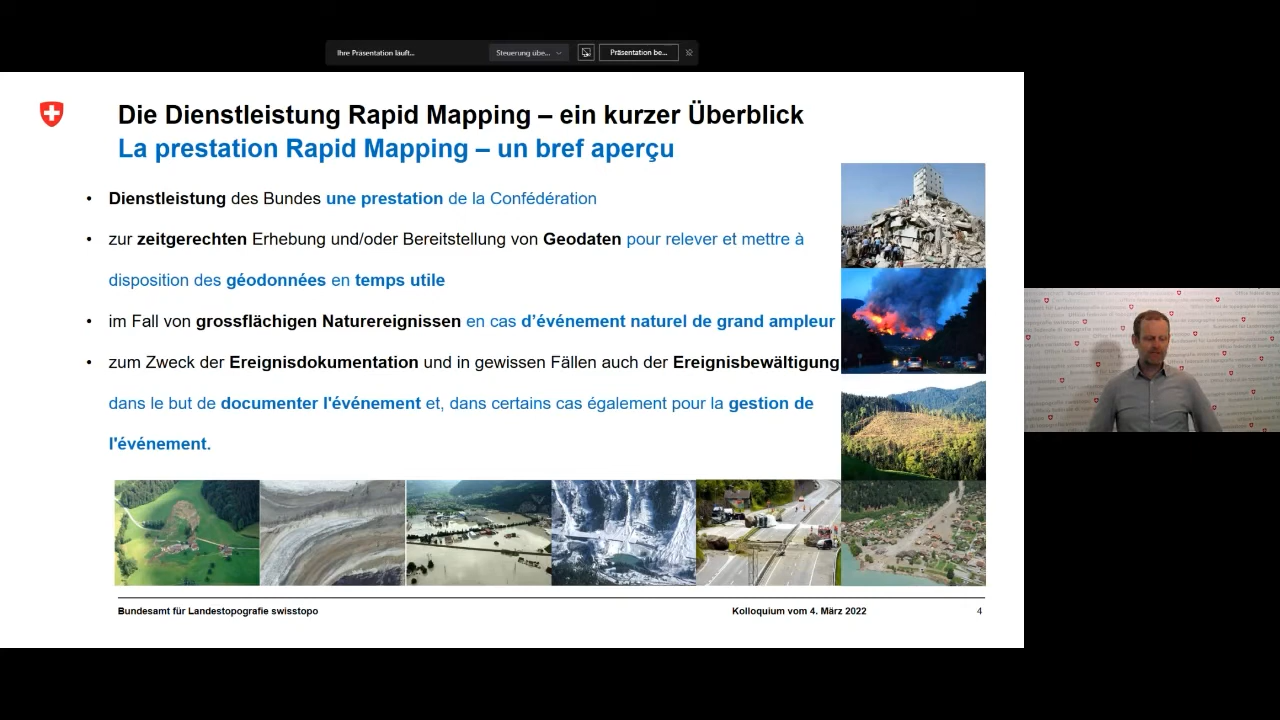 Ihre Präsentation läuft...
Steuerung übe...
Präsentation be...
Die Dienstleistung Rapid Mapping – ein kurzer Überblick
La prestation Rapid Mapping – un bref aperçu
• Dienstleistung des Bundes une prestation de la Confédération
• zur zeitgerechten Erhebung und/oder Bereitstellung von Geodaten pour relever et mettre à
disposition des géodonnées en temps utile
• im Fall von grossflächigen Naturereignissen en cas d’événement naturel de grand ampleur
• zum Zweck der Ereignisdokumentation und in gewissen Fällen auch der Ereignisbewältigung
dans le but de documenter l'événement et, dans certains cas également pour la gestion de
l'événement.
Bundesamt für Landestopografie swisstopo
Kolloquium vom 4. März 2022
4